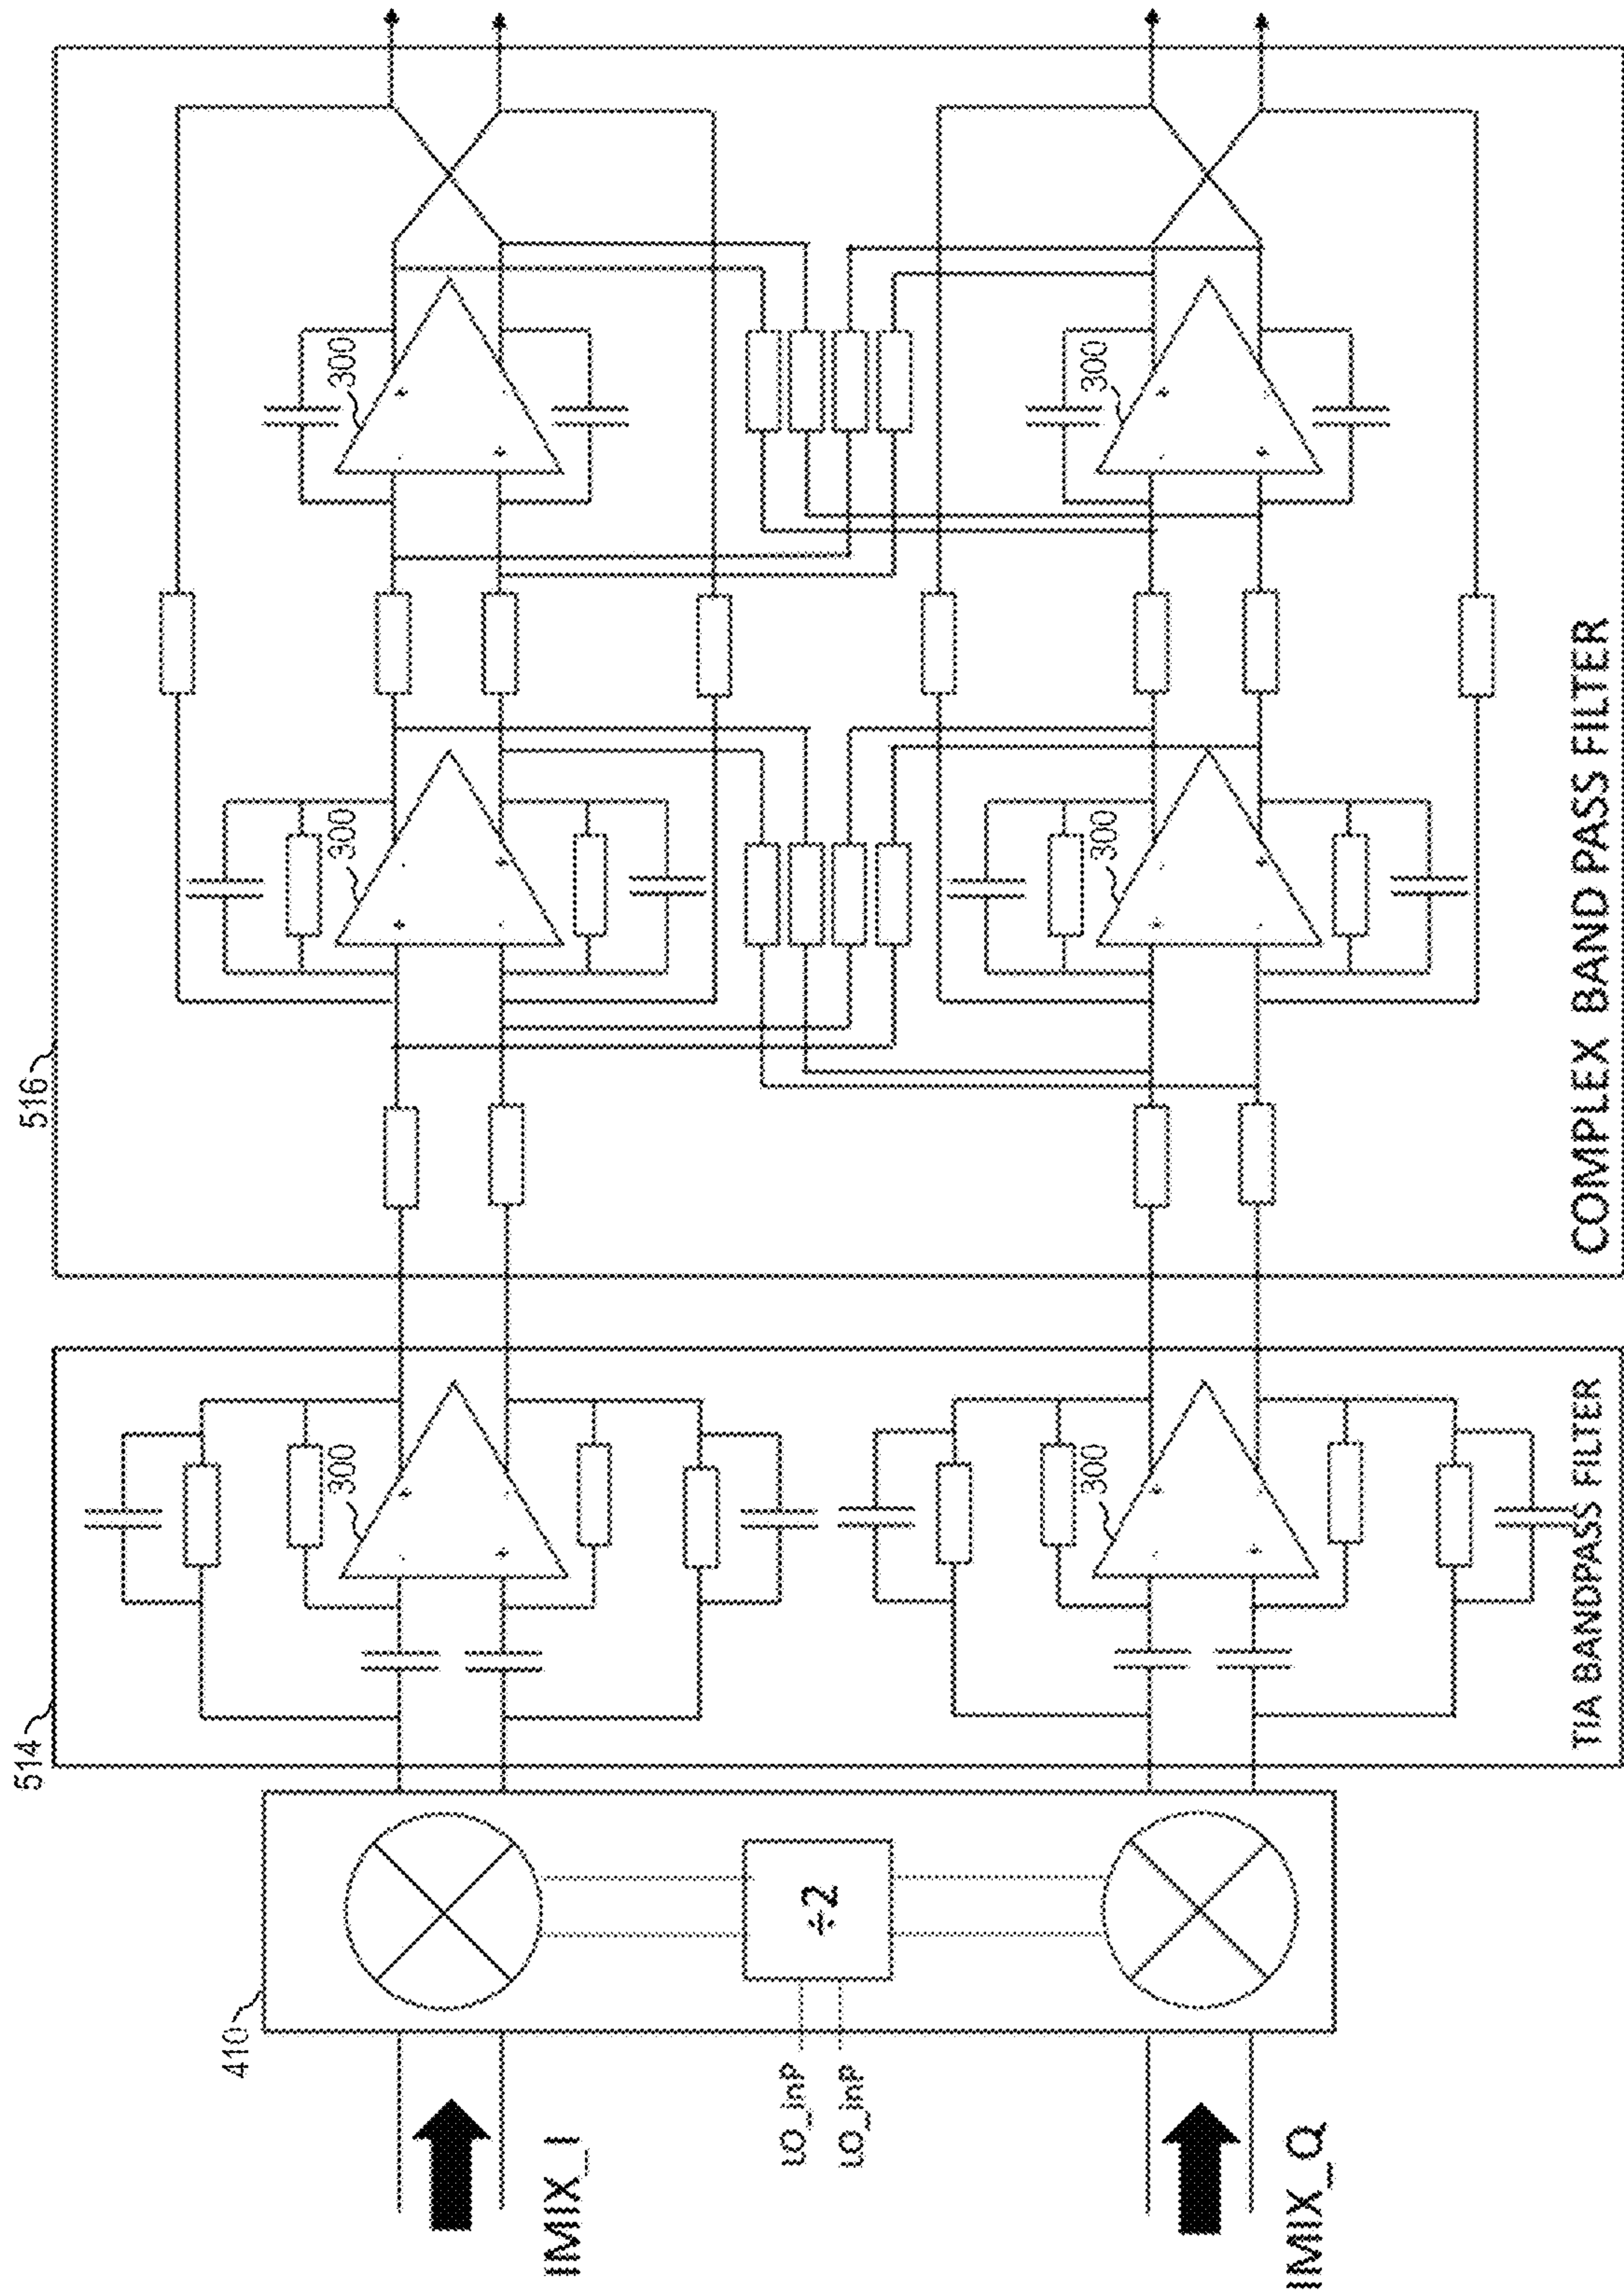 IMIX_I
IMIX_Q
LO_InP
LO_InP
410
÷2
514
300
300
TIA BANDPASS FILTER
516
300
300
300
300
COMPLEX BAND PASS FILTER